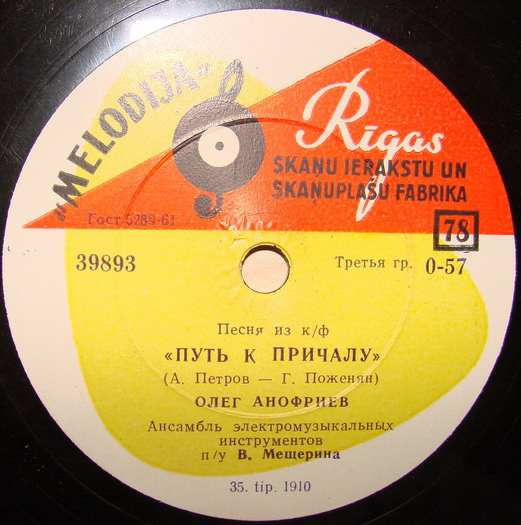 „MELODIJA"
Rīgas
SKAŅU IERAKSTU UN
SKAŅUPLAŠU FABRIKA
Гост 5289-61
78
39893
Третья гр. 0-57
Песня из к/ф
«ПУТЬ К ПРИЧАЛУ»
(А. Петров — Г. Поженян)
ОЛЕГ АНОФРИЕВ
Ансамбль электромузыкальных
инструментов
п/у В. Мещерина
35. tip. 1910